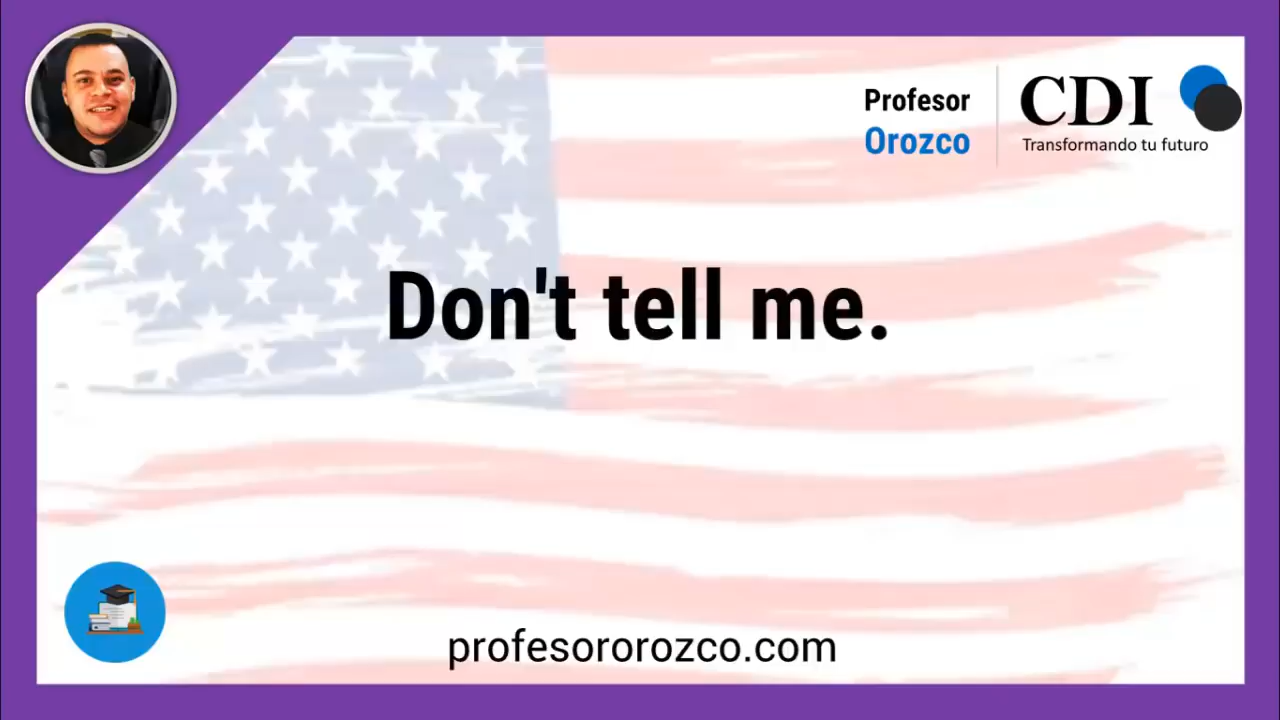 Profesor
Orozco
CDI
Transformando tu futuro
Don't tell me.
profesororozco.com